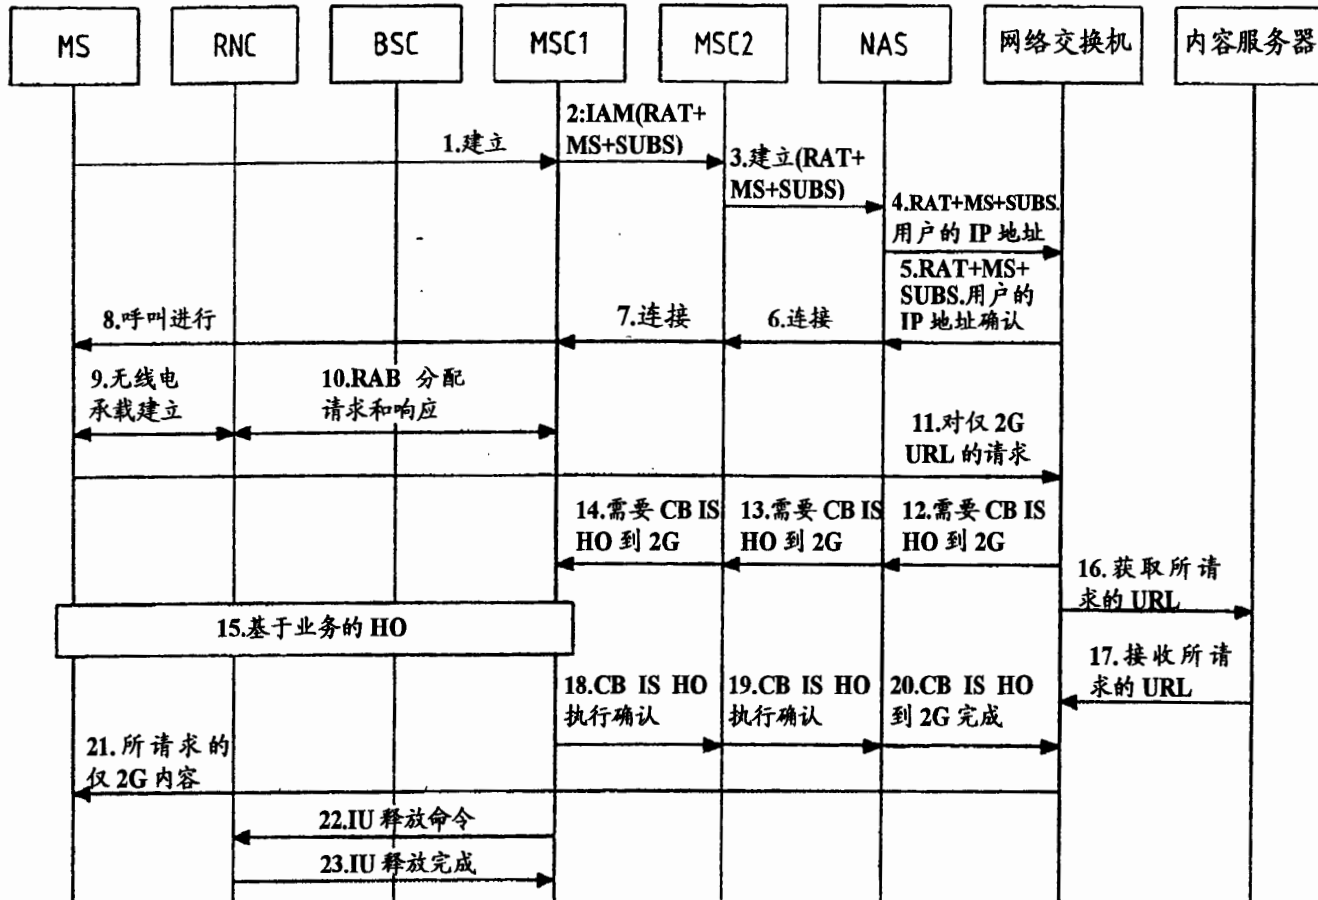 MS
RNC
BSC
MSC1
MSC2
NAS
网络交换机
内容服务器
1.建立
2:IAM(RAT+
MS+SUBS)
3.建立(RAT+
MS+SUBS)
4.RAT+MS+SUBS.
用户的 IP 地址
5.RAT+MS+
SUBS.用户的
IP 地址确认
6.连接
7.连接
8.呼叫进行
9.无线电
承载建立
10.RAB 分配
请求和响应
11.对仅 2G
URL 的请求
12.需要 CB IS
HO 到 2G
13.需要 CB IS
HO 到 2G
14.需要 CB IS
HO 到 2G
15.基于业务的 HO
16.获取所请
求的 URL
17.接收所请
求的 URL
18.CB IS HO
执行确认
19.CB IS HO
执行确认
20.CB IS HO
到 2G 完成
21.所请求的
仅 2G 内容
22.IU 释放命令
23.IU 释放完成